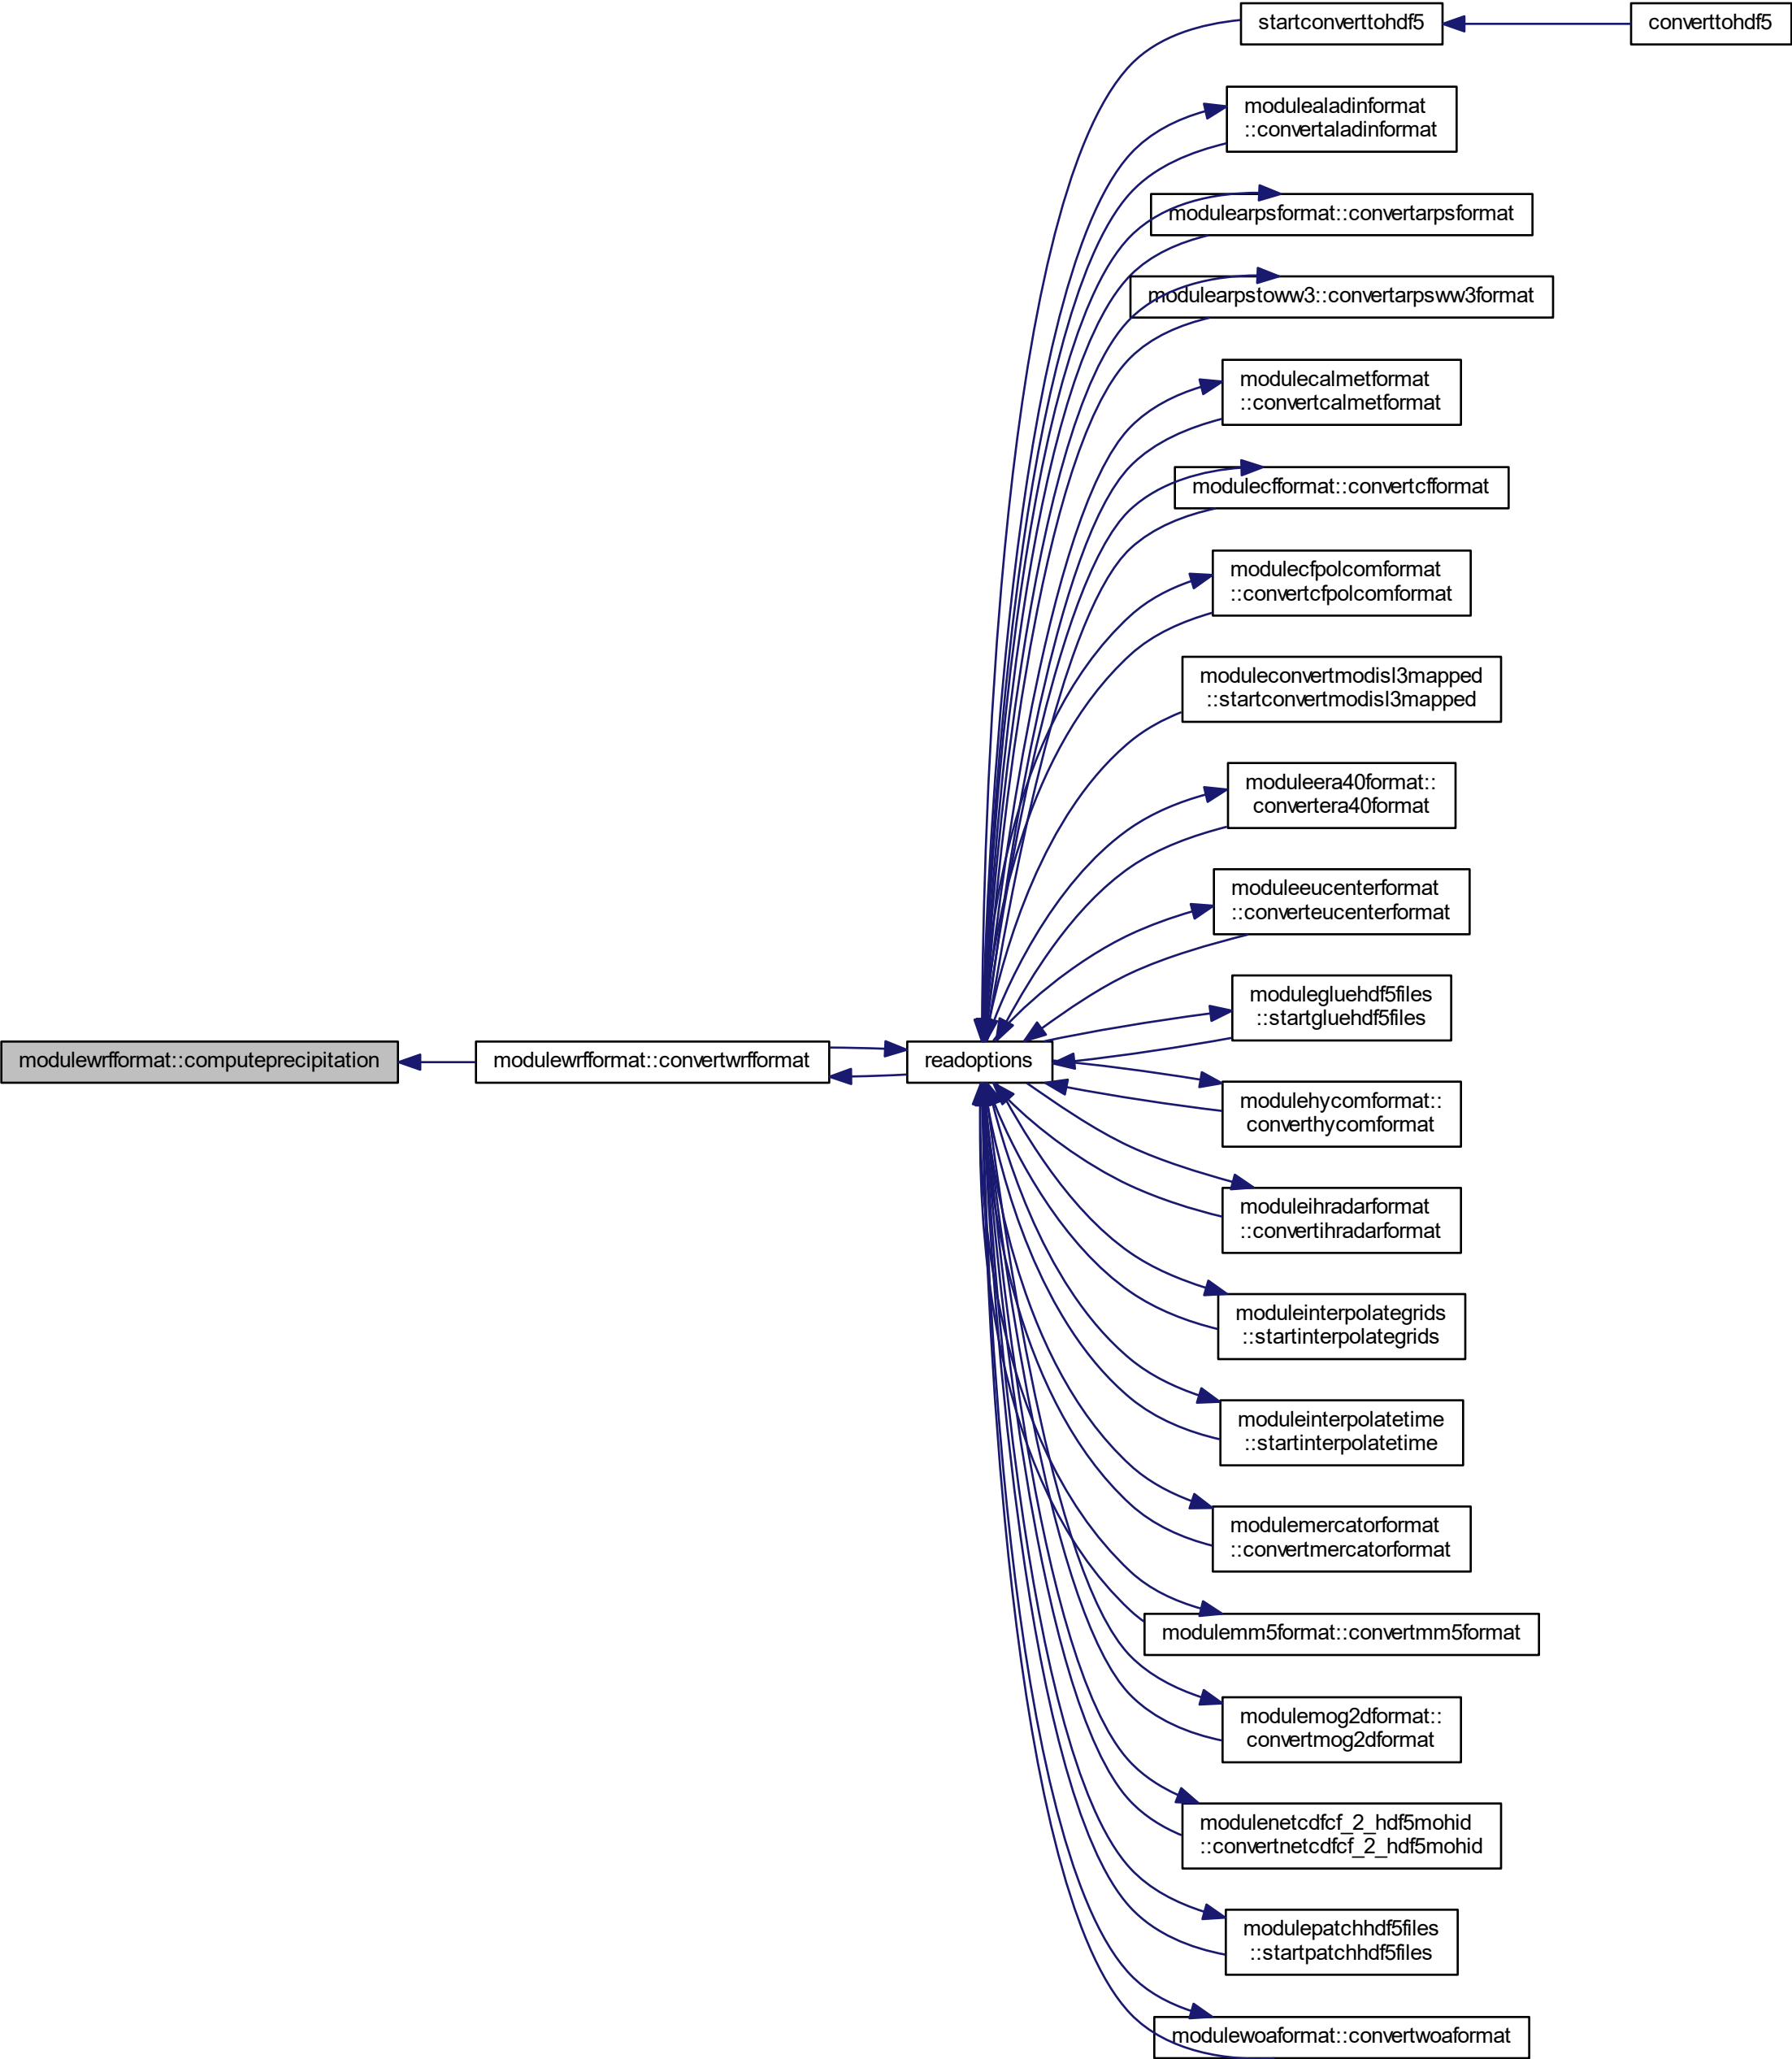 startconverttohdf5
converttohdf5
modulealadinformat
::convertaladinformat
modulearpsformat::convertarpsformat
modulearpstoww3::convertarpsww3format
modulecalmetformat
::convertcalmetformat
modulecfformat::convertcfformat
modulecfpolcomformat
::convertcfpolcomformat
moduleconvertmodisl3mapped
::startconvertmodisl3mapped
moduleera40format::
convertera40format
moduleeucenterformat
::converteucenterformat
modulegluehdf5files
::startgluehdf5files
modulewrfformat::computeprecipitation
modulewrfformat::convertwrfformat
readoptions
modulehycomformat::
converthycomformat
moduleihradarformat
::convertihradarformat
moduleinterpolategrids
::startinterpolategrids
moduleinterpolatetime
::startinterpolatetime
modulemercatorformat
::convertmercatorformat
modulemm5format::convertmm5format
modulemog2dformat::
convertmog2dformat
modulenetcdfcf_2_hdf5mohid
::convertnetcdfcf_2_hdf5mohid
modulepatchhdf5files
::startpatchhdf5files
modulewoaformat::convertwoaformat